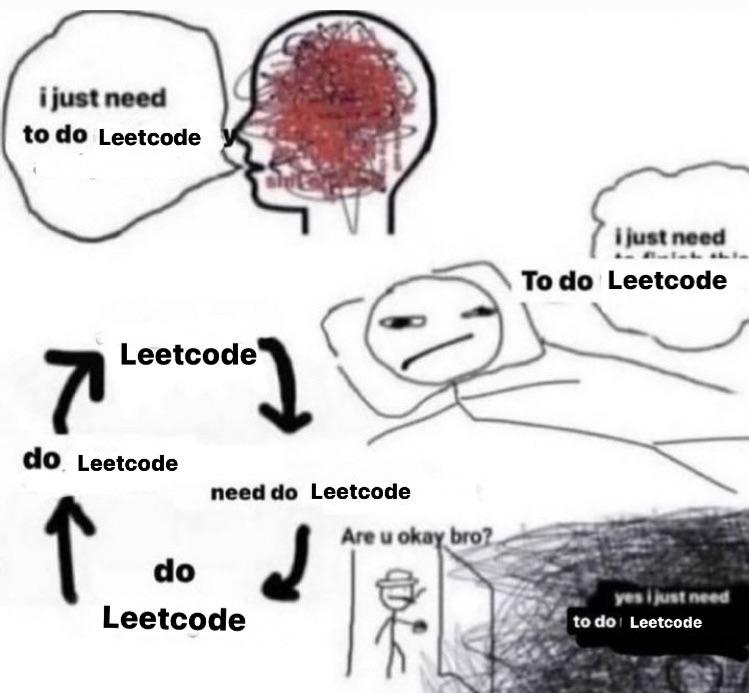 i just need
to do Leetcode
i just need
To do Leetcode
Leetcode
do Leetcode
need do Leetcode
do
Leetcode
Are u okay bro?
yes i just need
to do Leetcode